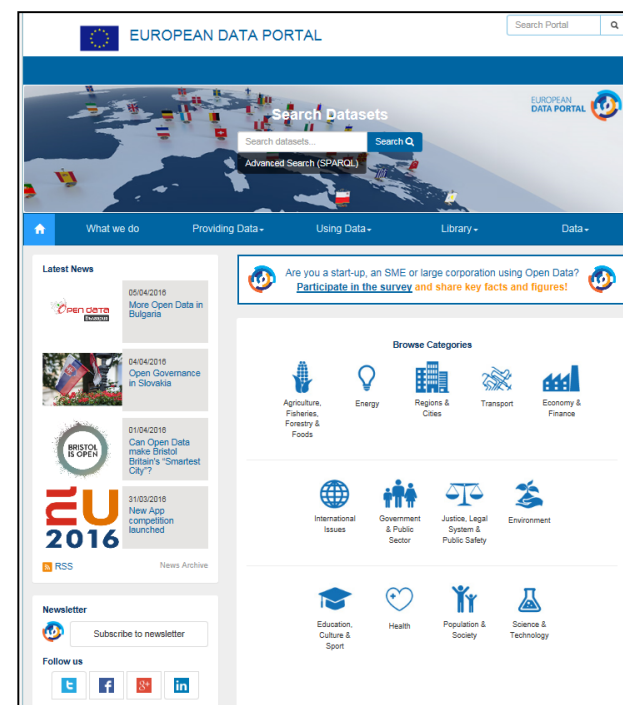 EUROPEAN DATA PORTAL
Search Portal
Search Datasets
EUROPEAN
DATA PORTAL
Search datasets...
Search
Advanced Search (SPARQL)
What we do
Providing Data
Using Data
Library
Data
Latest News
OPEN DATA
05/04/2016
More Open Data in
Bulgaria
04/04/2016
Open Governance
in Slovakia
BRISTOL
IS OPEN
01/04/2016
Can Open Data
make Bristol
Britain's "Smartest
City"?
EU
2016
31/03/2016
New App
competition
launched
RSS
News Archive
Newsletter
Subscribe to newsletter
Follow us
t
f
g+
in
Are you a start-up, an SME or large corporation using Open Data?
Participate in the survey and share key facts and figures!
Browse Categories
Agriculture,
Fisheries,
Forestry &
Foods
Energy
Regions &
Cities
Transport
Economy &
Finance
International
Issues
Government
& Public
Sector
Justice, Legal
System &
Public Safety
Environment
Education,
Culture &
Sport
Health
Population &
Society
Science &
Technology